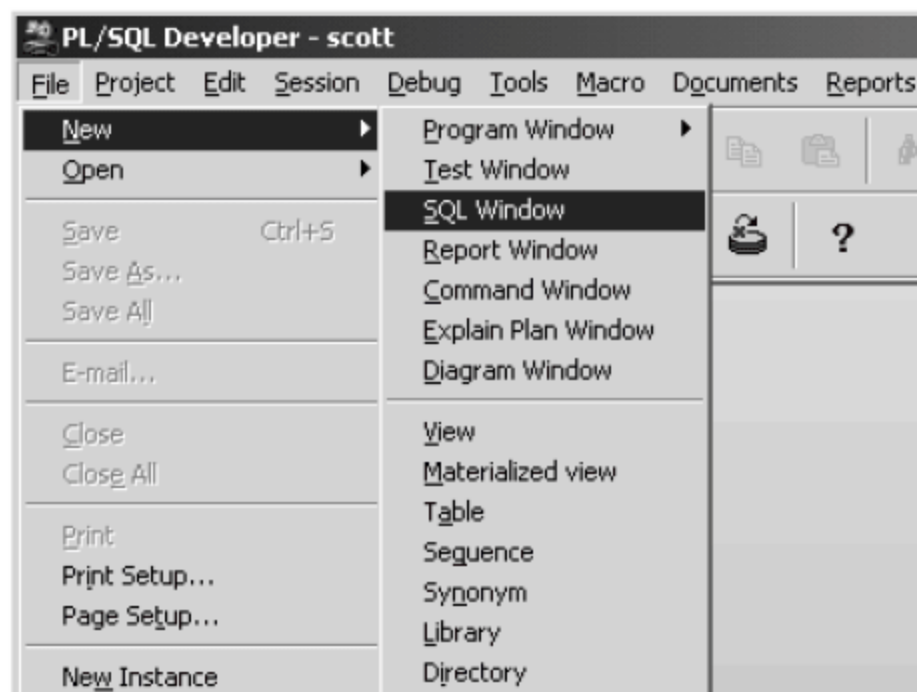 PL/SQL Developer - scott
File Project Edit Session Debug Tools Macro Documents Reports
New
Open
Save Ctrl+S
Save As...
Save All
E-mail...
Close
Close All
Print
Print Setup...
Page Setup...
New Instance
Program Window
Test Window
SQL Window
Report Window
Command Window
Explain Plan Window
Diagram Window
View
Materialized view
Table
Sequence
Synonym
Library
Directory
?